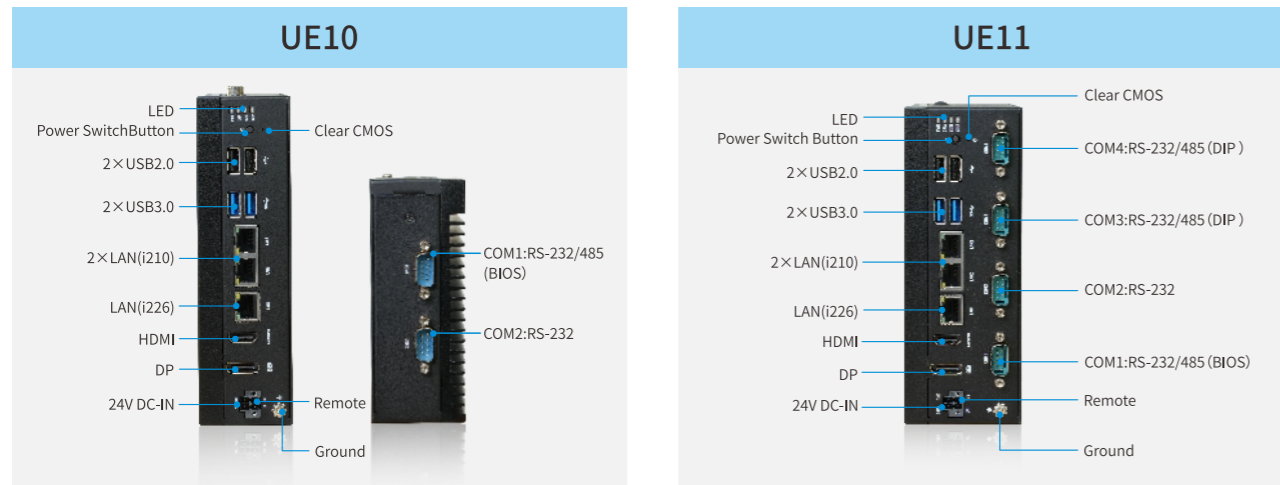 UE10
LED
Power SwitchButton
2×USB2.0
2×USB3.0
2×LAN(i210)
LAN(i226)
HDMI
DP
24V DC-IN
Clear CMOS
Remote
Ground
COM1:RS-232/485
(BIOS)
COM2:RS-232
UE11
LED
Power Switch Button
2×USB2.0
2×USB3.0
2×LAN(i210)
LAN(i226)
HDMI
DP
24V DC-IN
Clear CMOS
COM4:RS-232/485(DIP)
COM3:RS-232/485(DIP)
COM2:RS-232
COM1:RS-232/485(BIOS)
Remote
Ground